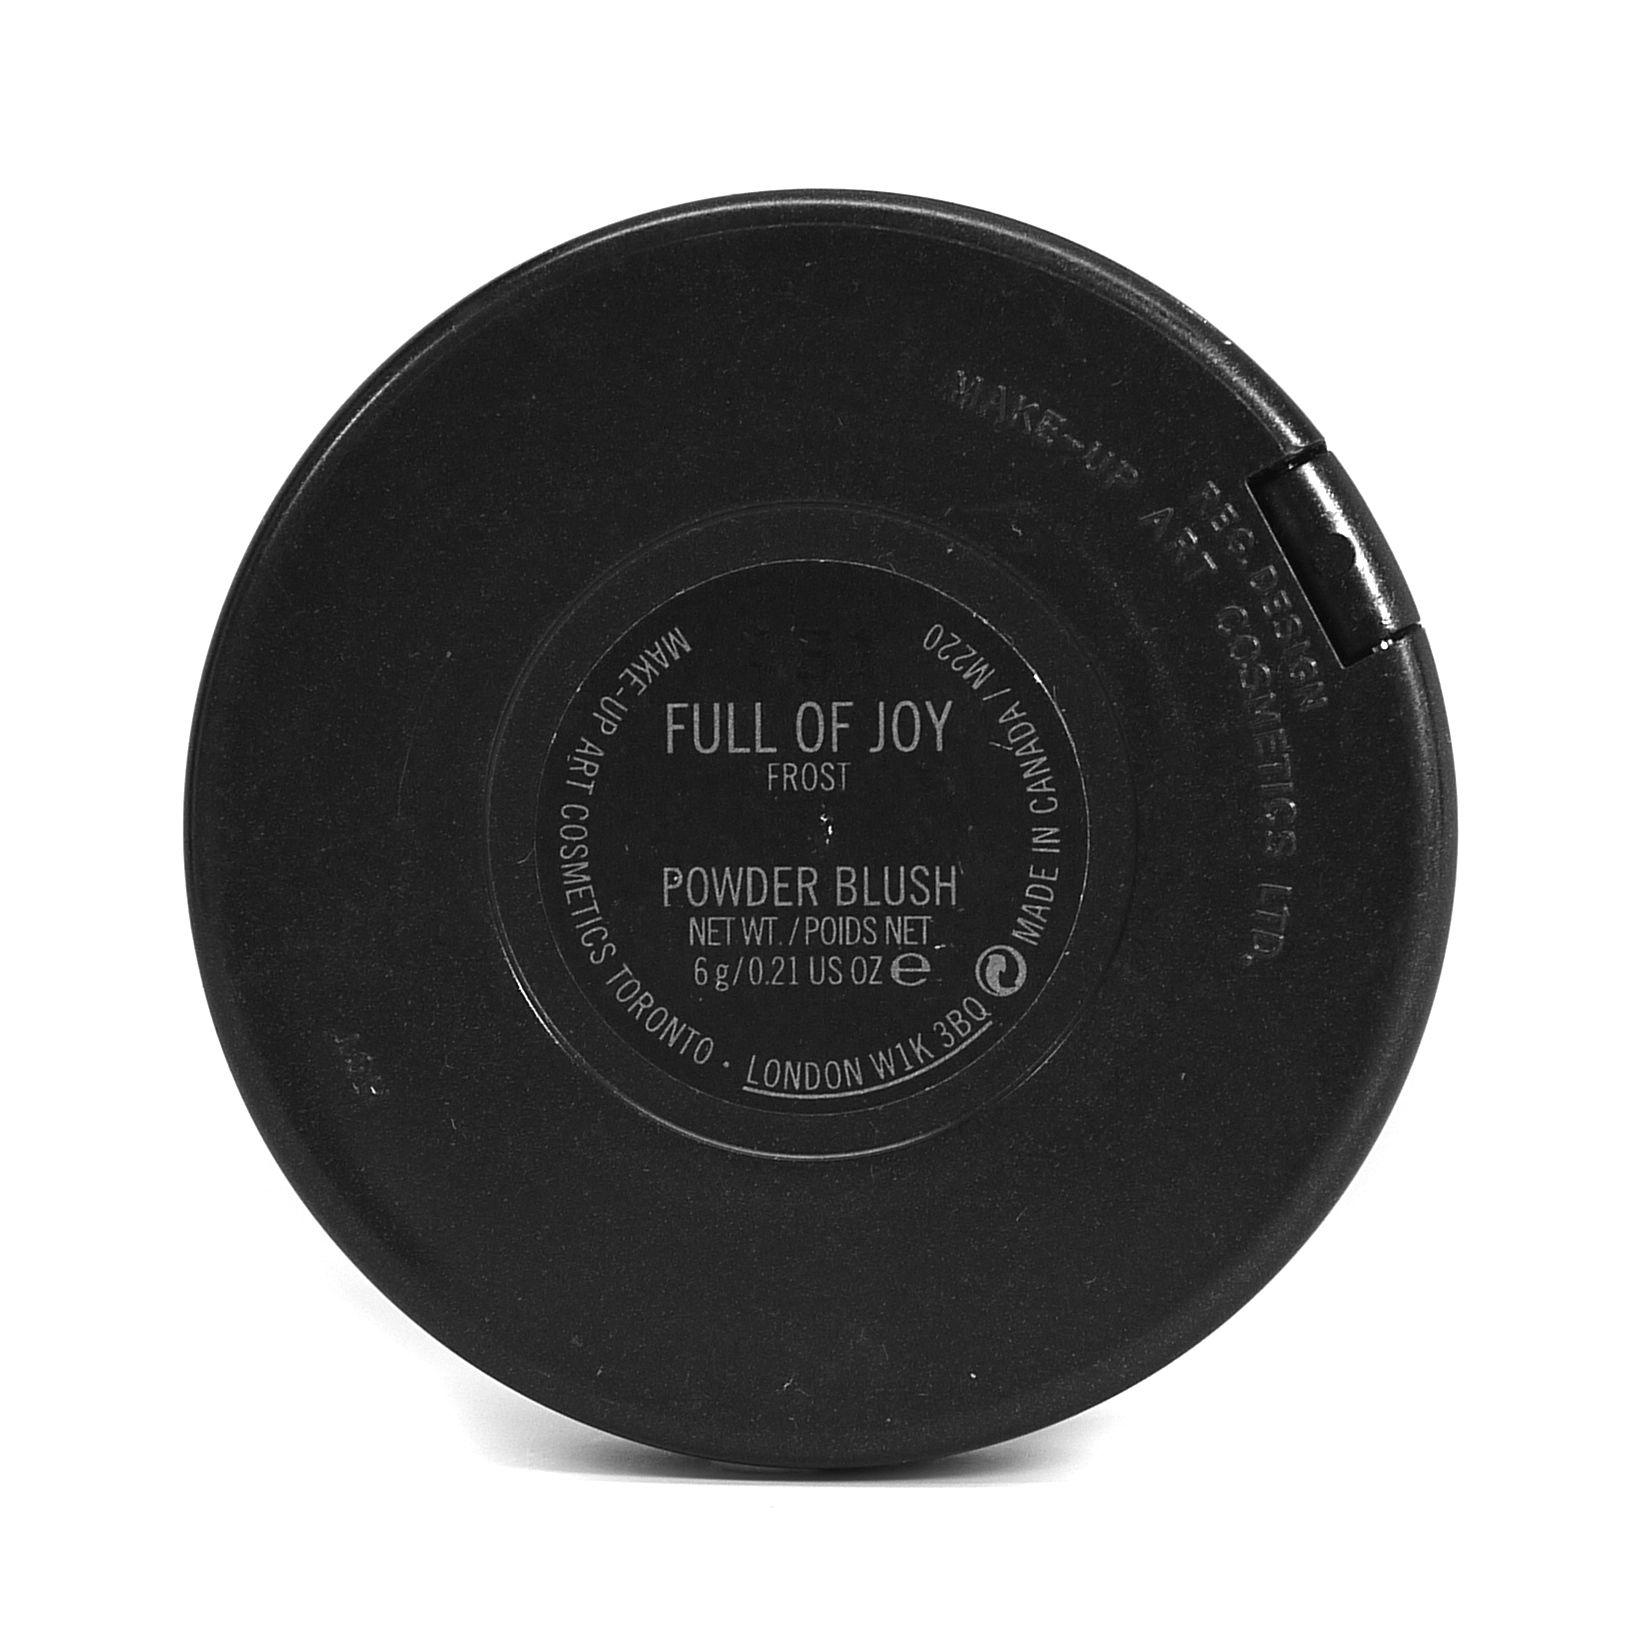 MAKE-UP
ART COSMETICS LTD.
REG.DESIGN
FULL OF JOY
FROST
POWDER BLUSH
NET WT. / POIDS NET
6 g/0.21 US OZ e
MAKE-UP ART COSMETICS TORONTO · LONDON W1K 3BQ
MADE IN CANADA / M220